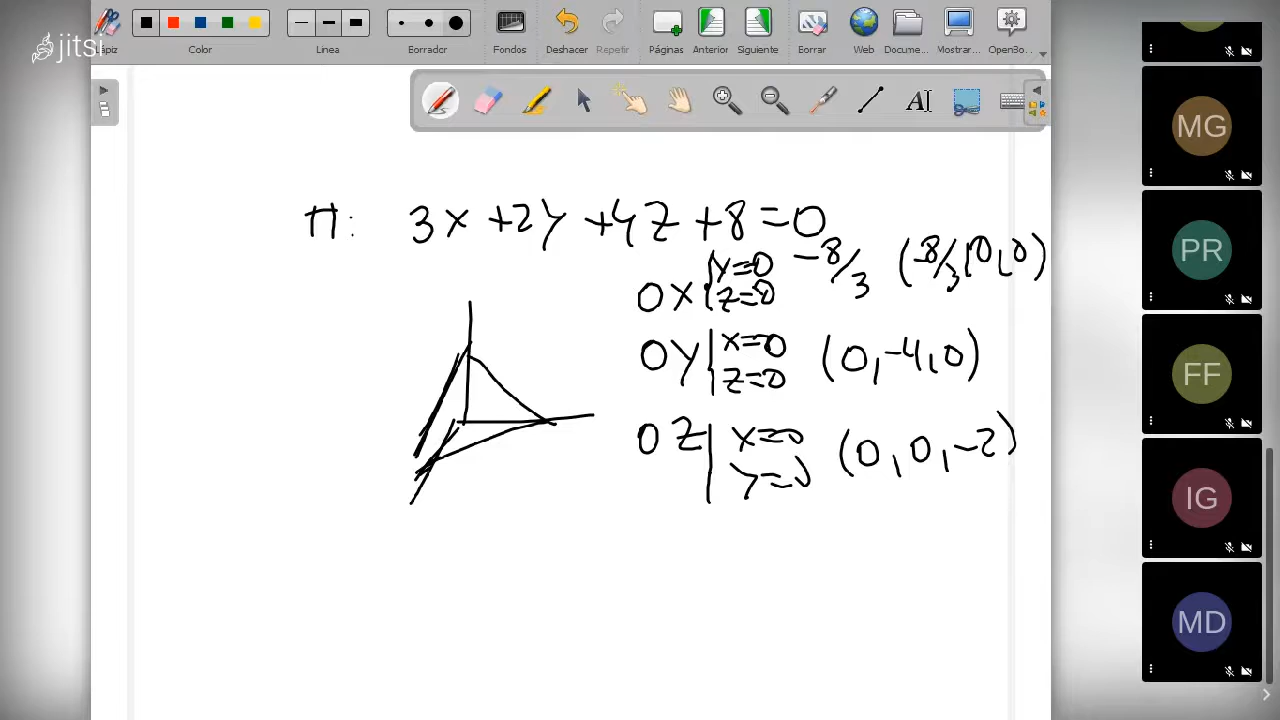 jitsi
Color
Linea
Borrador
Fondos
Deshacer
Repetir
Páginas
Anterior
Siguiente
Borrar
Web
Docume...
Mostrar...
OpenBo...
Π: 3x +2y +4z +8 =0
OX | y=0 z=0 -8/3 (-8/3, 0, 0)
OY | x=0 z=0 (0, -4, 0)
OZ | x=0 y=0 (0, 0, -2)
MG
PR
FF
IG
MD